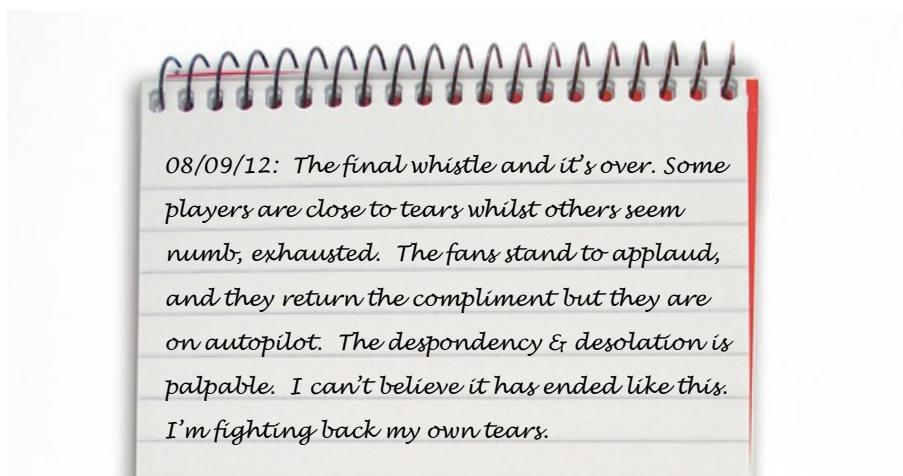 08/09/12:  The final whistle and it's over. Some
players are close to tears whilst others seem
numb, exhausted.  The fans stand to applaud,
and they return the compliment but they are
on autopilot.  The despondency & desolation is
palpable.  I can't believe it has ended like this.
I'm fighting back my own tears.